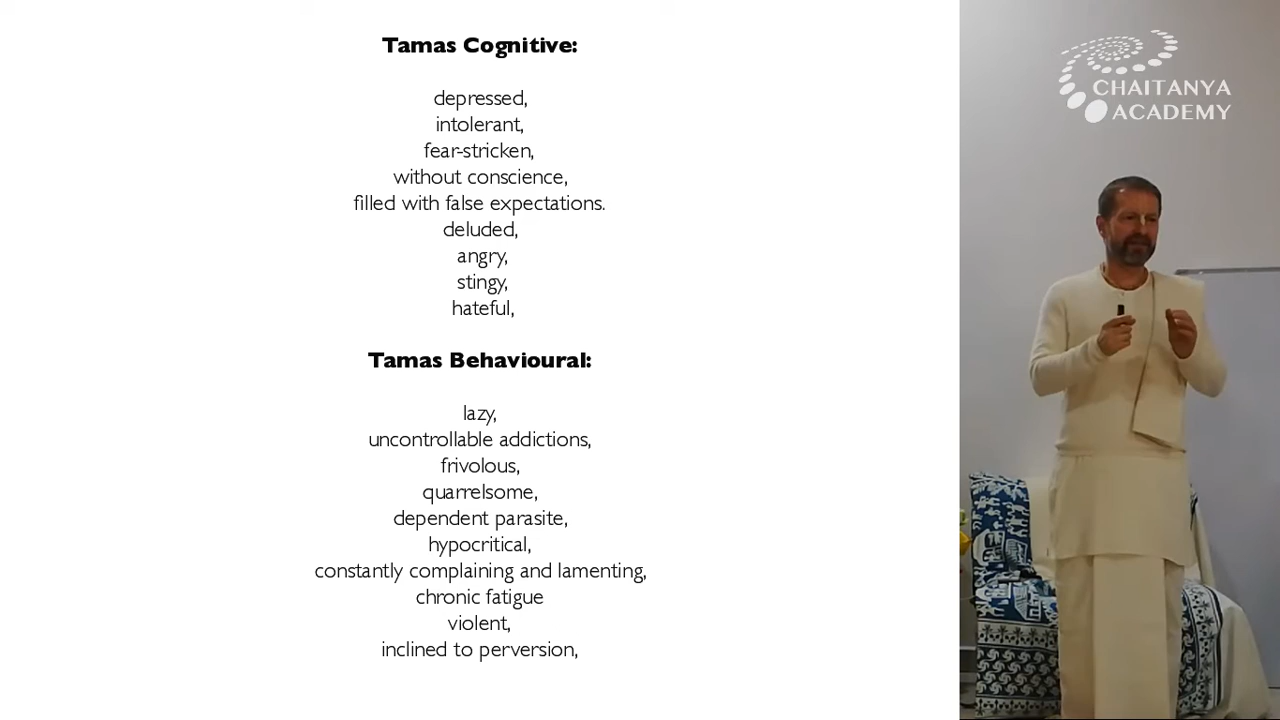 Tamas Cognitive:
depressed,
intolerant,
fear-stricken,
without conscience,
filled with false expectations.
deluded,
angry,
stingy,
hateful,
Tamas Behavioural:
lazy,
uncontrollable addictions,
frivolous,
quarrelsome,
dependent parasite,
hypocritical,
constantly complaining and lamenting,
chronic fatigue
violent,
inclined to perversion,
CHAITANYA
ACADEMY